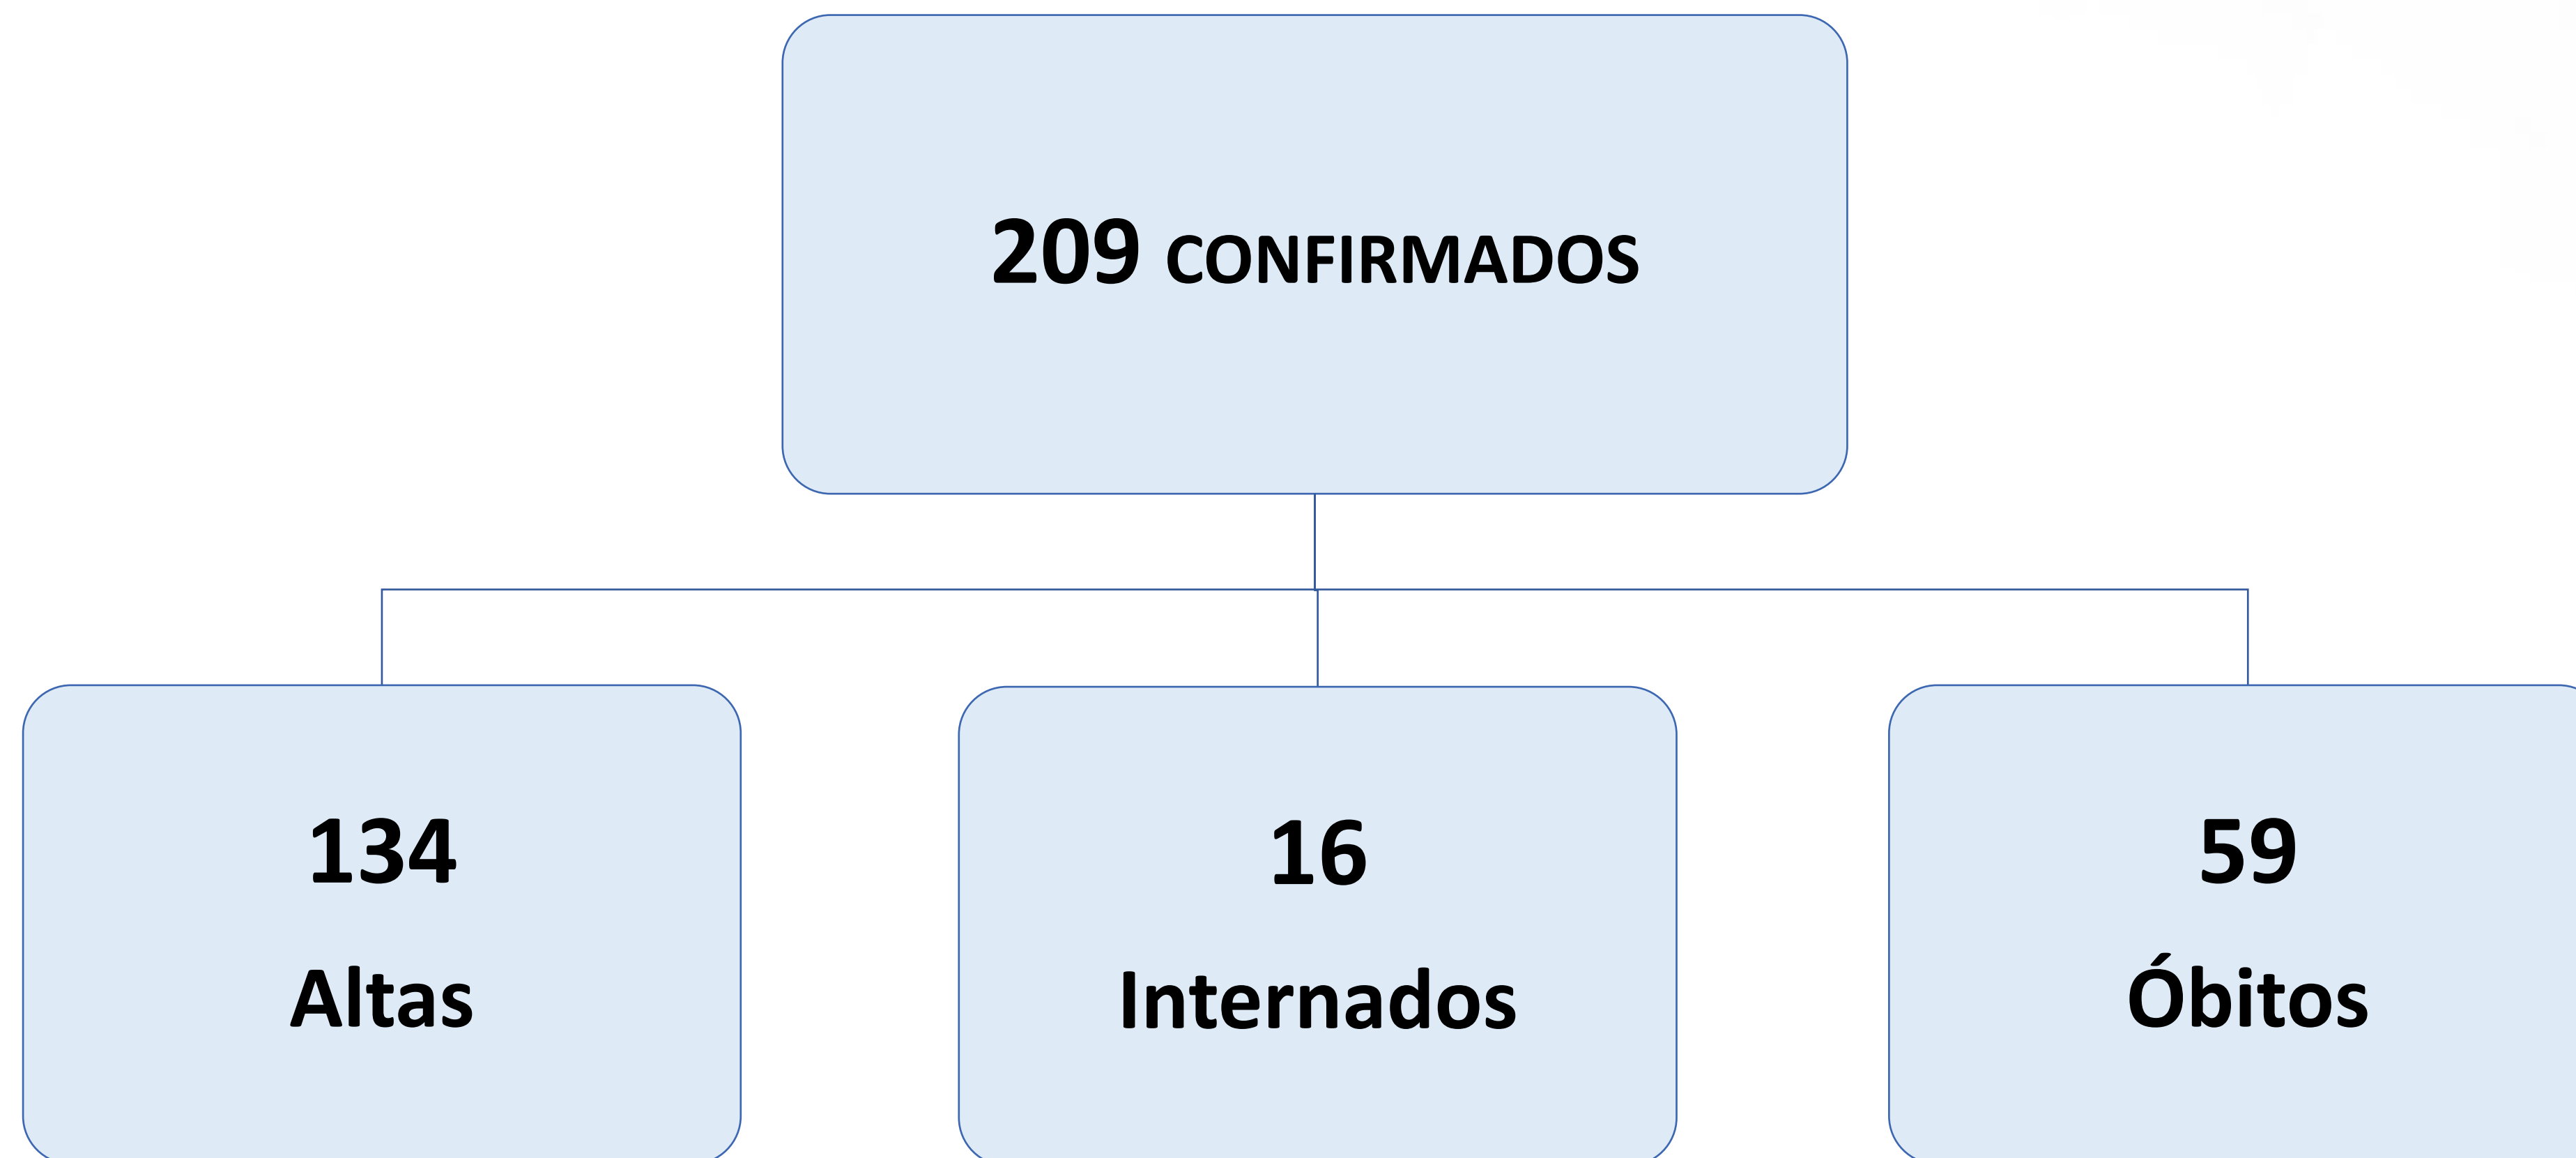 209 CONFIRMADOS
134
Altas
16
Internados
59
Óbitos